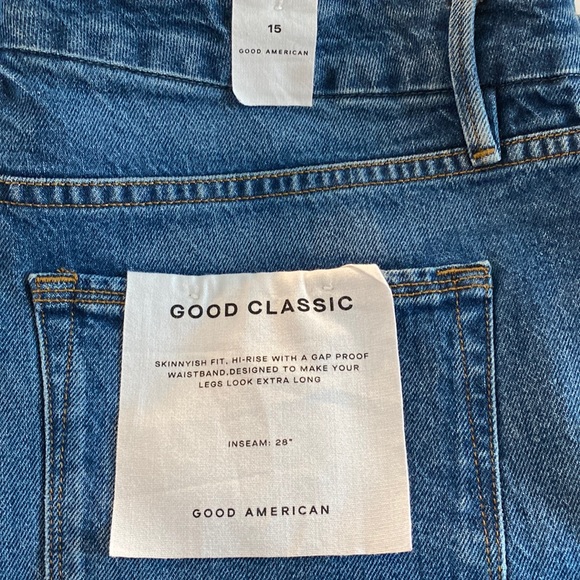 15
GOOD AMERICAN
GOOD CLASSIC
SKINNYISH FIT, HI-RISE WITH A GAP PROOF
WAISTBAND,DESIGNED TO MAKE YOUR
LEGS LOOK EXTRA LONG
INSEAM: 28"
GOOD AMERICAN